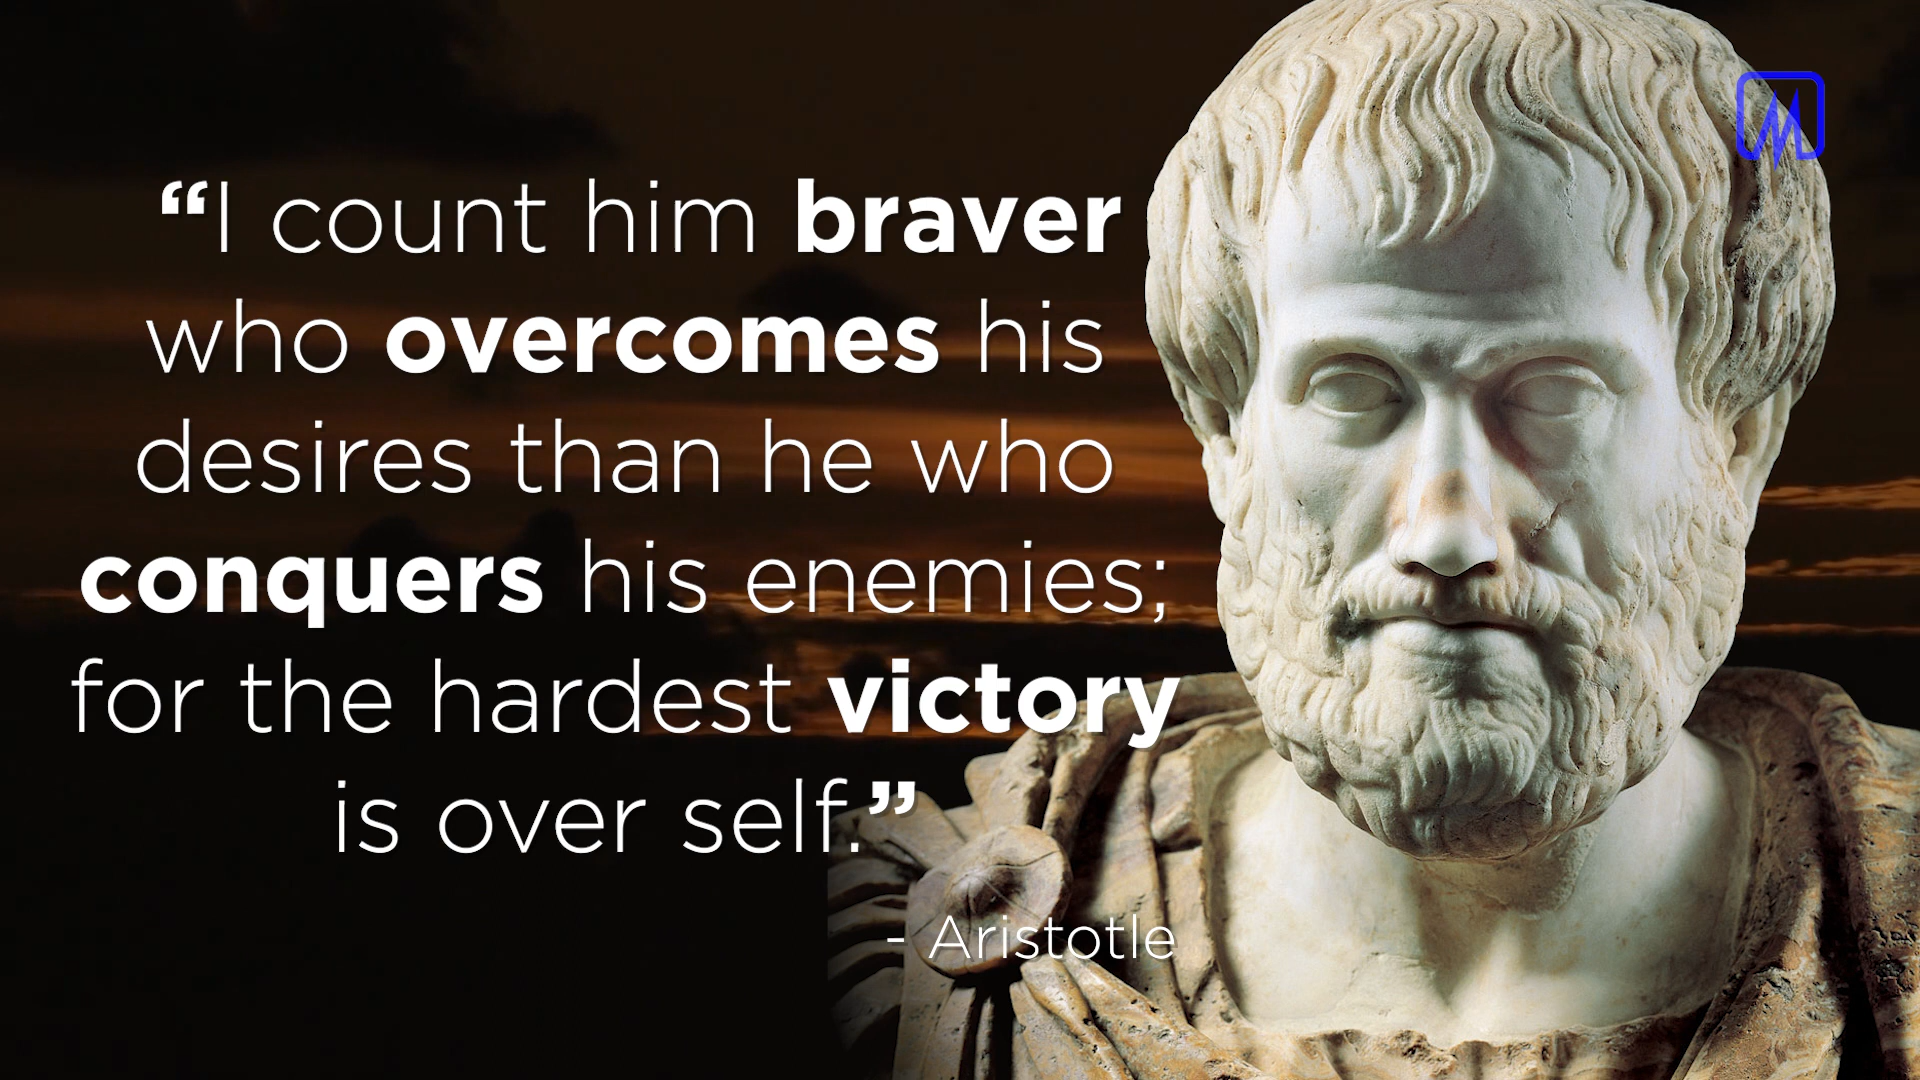 “I count him braver
who overcomes his
desires than he who
conquers his enemies;
for the hardest victory
is over self.”
- Aristotle